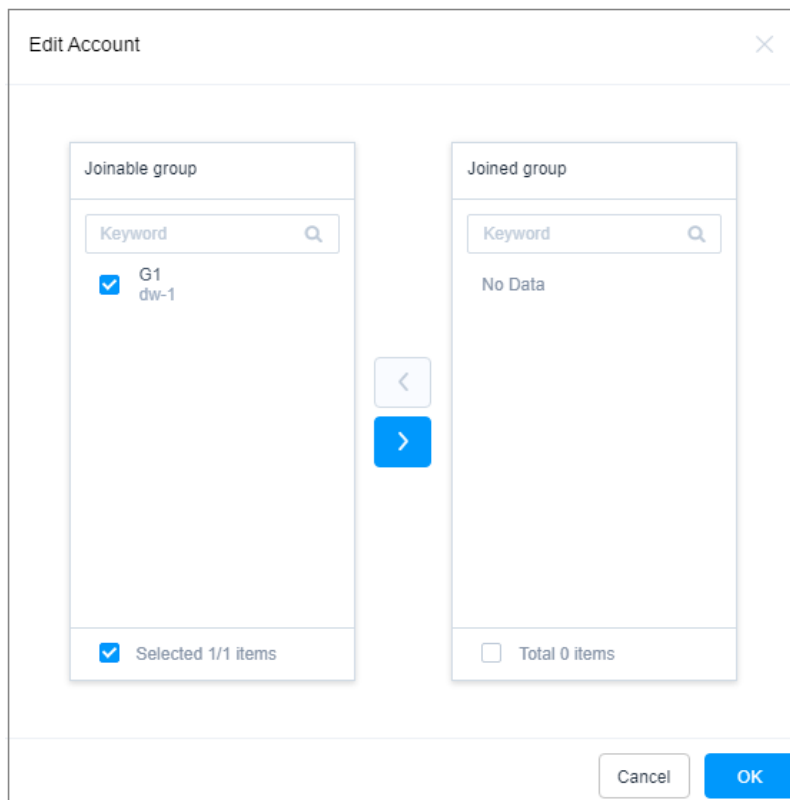 Edit Account
Joinable group
Keyword
G1
dw-1
Selected 1/1 items
Joined group
Keyword
No Data
Total 0 items
Cancel
OK